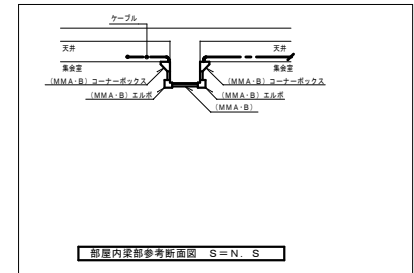 ケーブル
天井 天井
集会室 集会室
(MMA・B) コーナーボックス (MMA・B) コーナーボックス
(MMA・B) エルボ (MMA・B) エルボ
(MMA・B)
部屋内梁部参考断面図 S=N. S